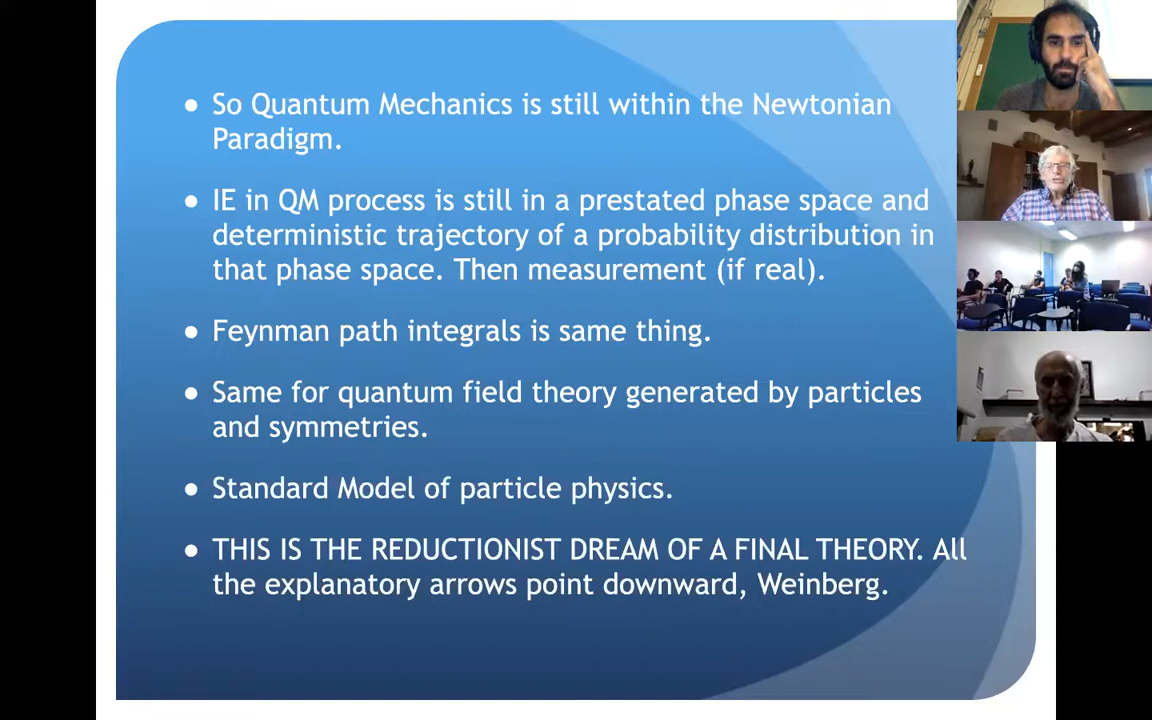 ● So Quantum Mechanics is still within the Newtonian
Paradigm.
● IE in QM process is still in a prestated phase space and
deterministic trajectory of a probability distribution in
that phase space. Then measurement (if real).
● Feynman path integrals is same thing.
● Same for quantum field theory generated by particles
and symmetries.
● Standard Model of particle physics.
● THIS IS THE REDUCTIONIST DREAM OF A FINAL THEORY. All
the explanatory arrows point downward, Weinberg.